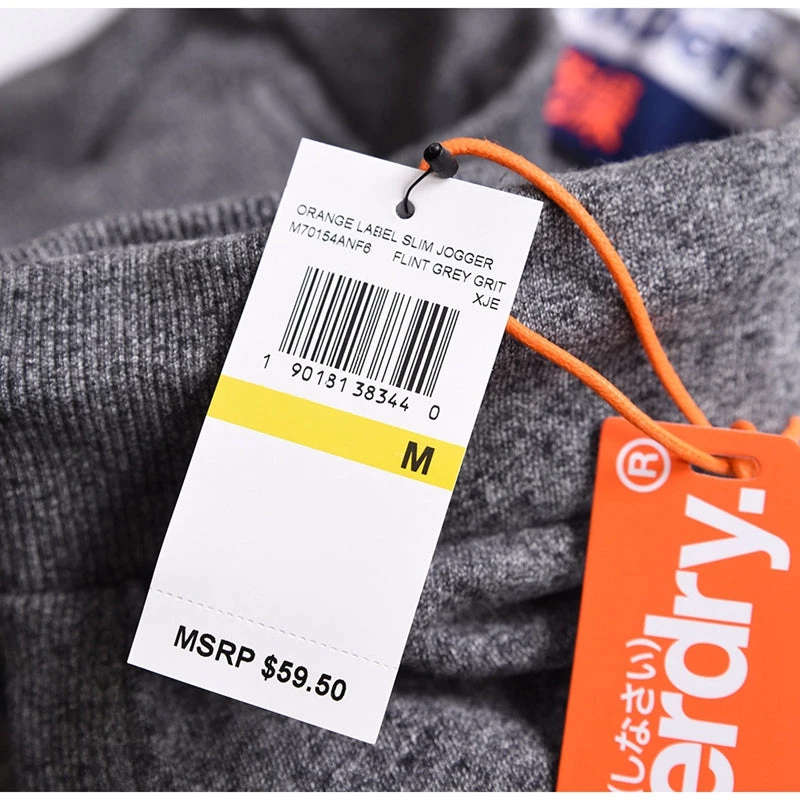 ORANGE LABEL SLIM JOGGER
M70154ANF6 FLINT GREY GRIT
XJE
1 90181 38344 0
M
MSRP $59.50
®
erdry.
(しなさい)